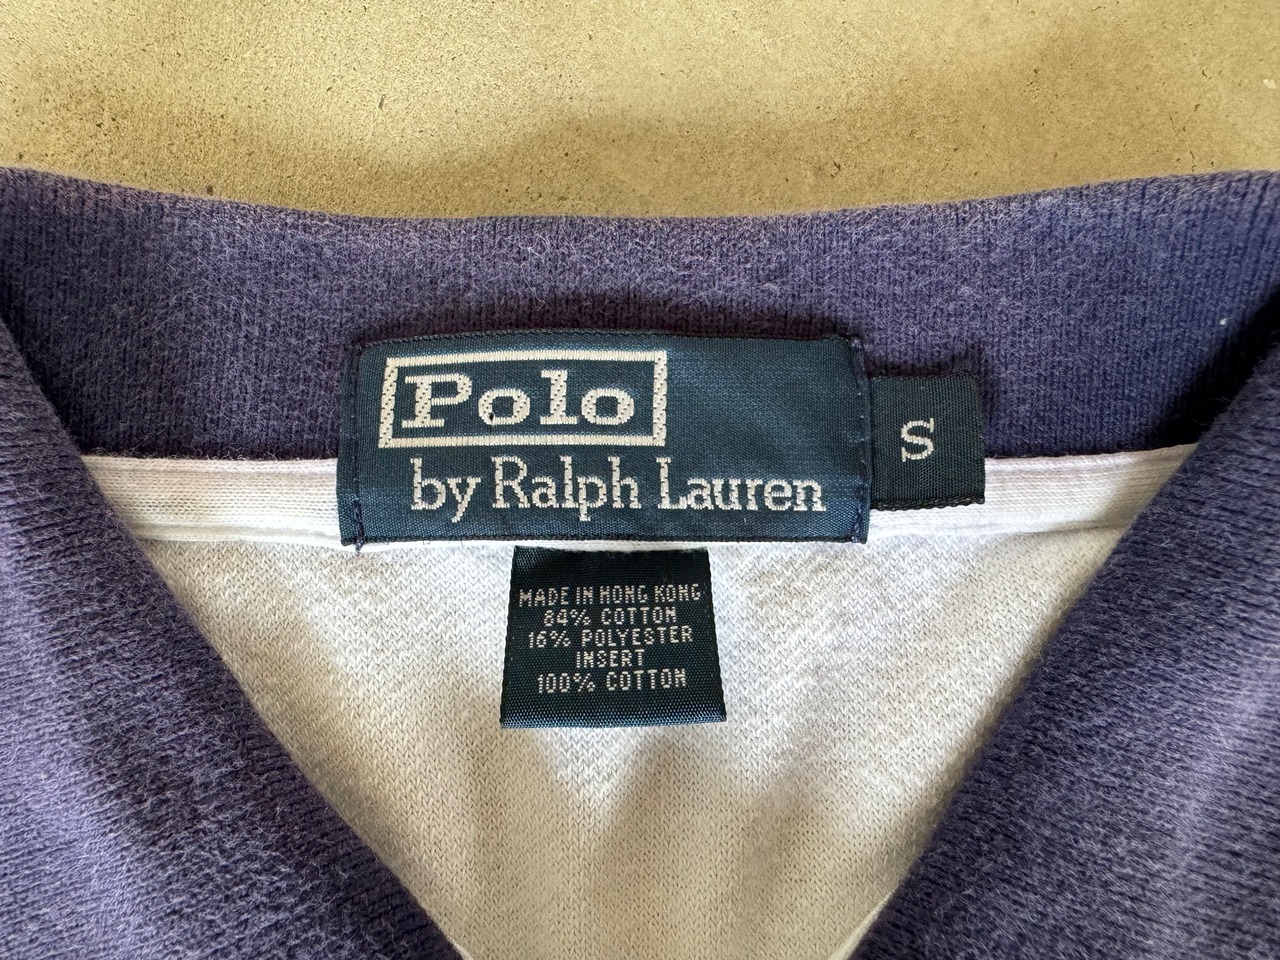 Polo
by Ralph Lauren
S
MADE IN HONG KONG
84% COTTON
16% POLYESTER
INSERT
100% COTTON